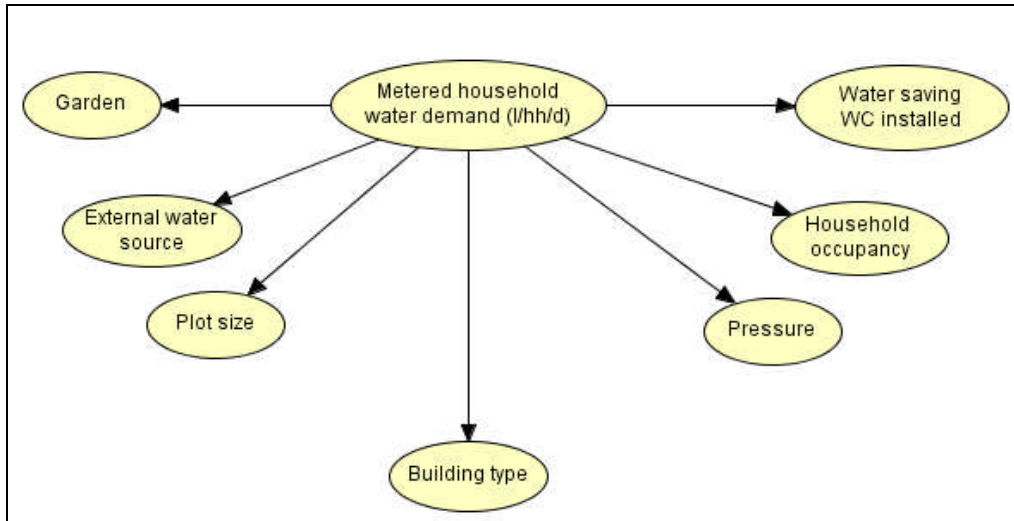 Garden
Metered household
water demand (l/hh/d)
Water saving
WC installed
External water
source
Household
occupancy
Plot size
Pressure
Building type